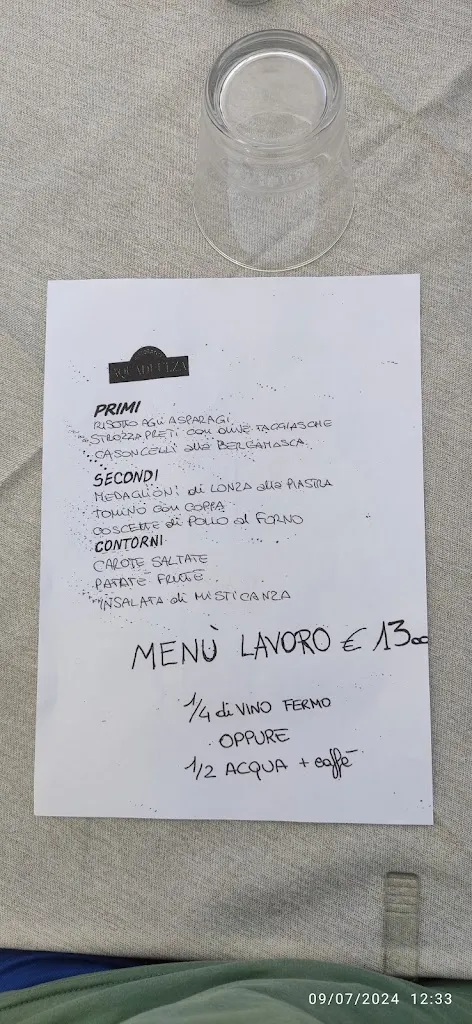 ACQUADOLZA
PRIMI
RISOTTO AGLI ASPARAGI
STROZZAPRETI con OLIVE TAGGIASCHE
CASONCELLI alla BERGAMASCA
SECONDI
MEDAGLIONI di LONZA alla PIASTRA
TOMINO con COPPA
COSCETTE di POLLO al FORNO
CONTORNI
CAROTE SALTATE
PATATE FRITTE
INSALATA di MISTICANZA
MENÙ LAVORO € 13,00
1/4 di VINO FERMO
OPPURE
1/2 ACQUA + caffè
09/07/2024 12:33